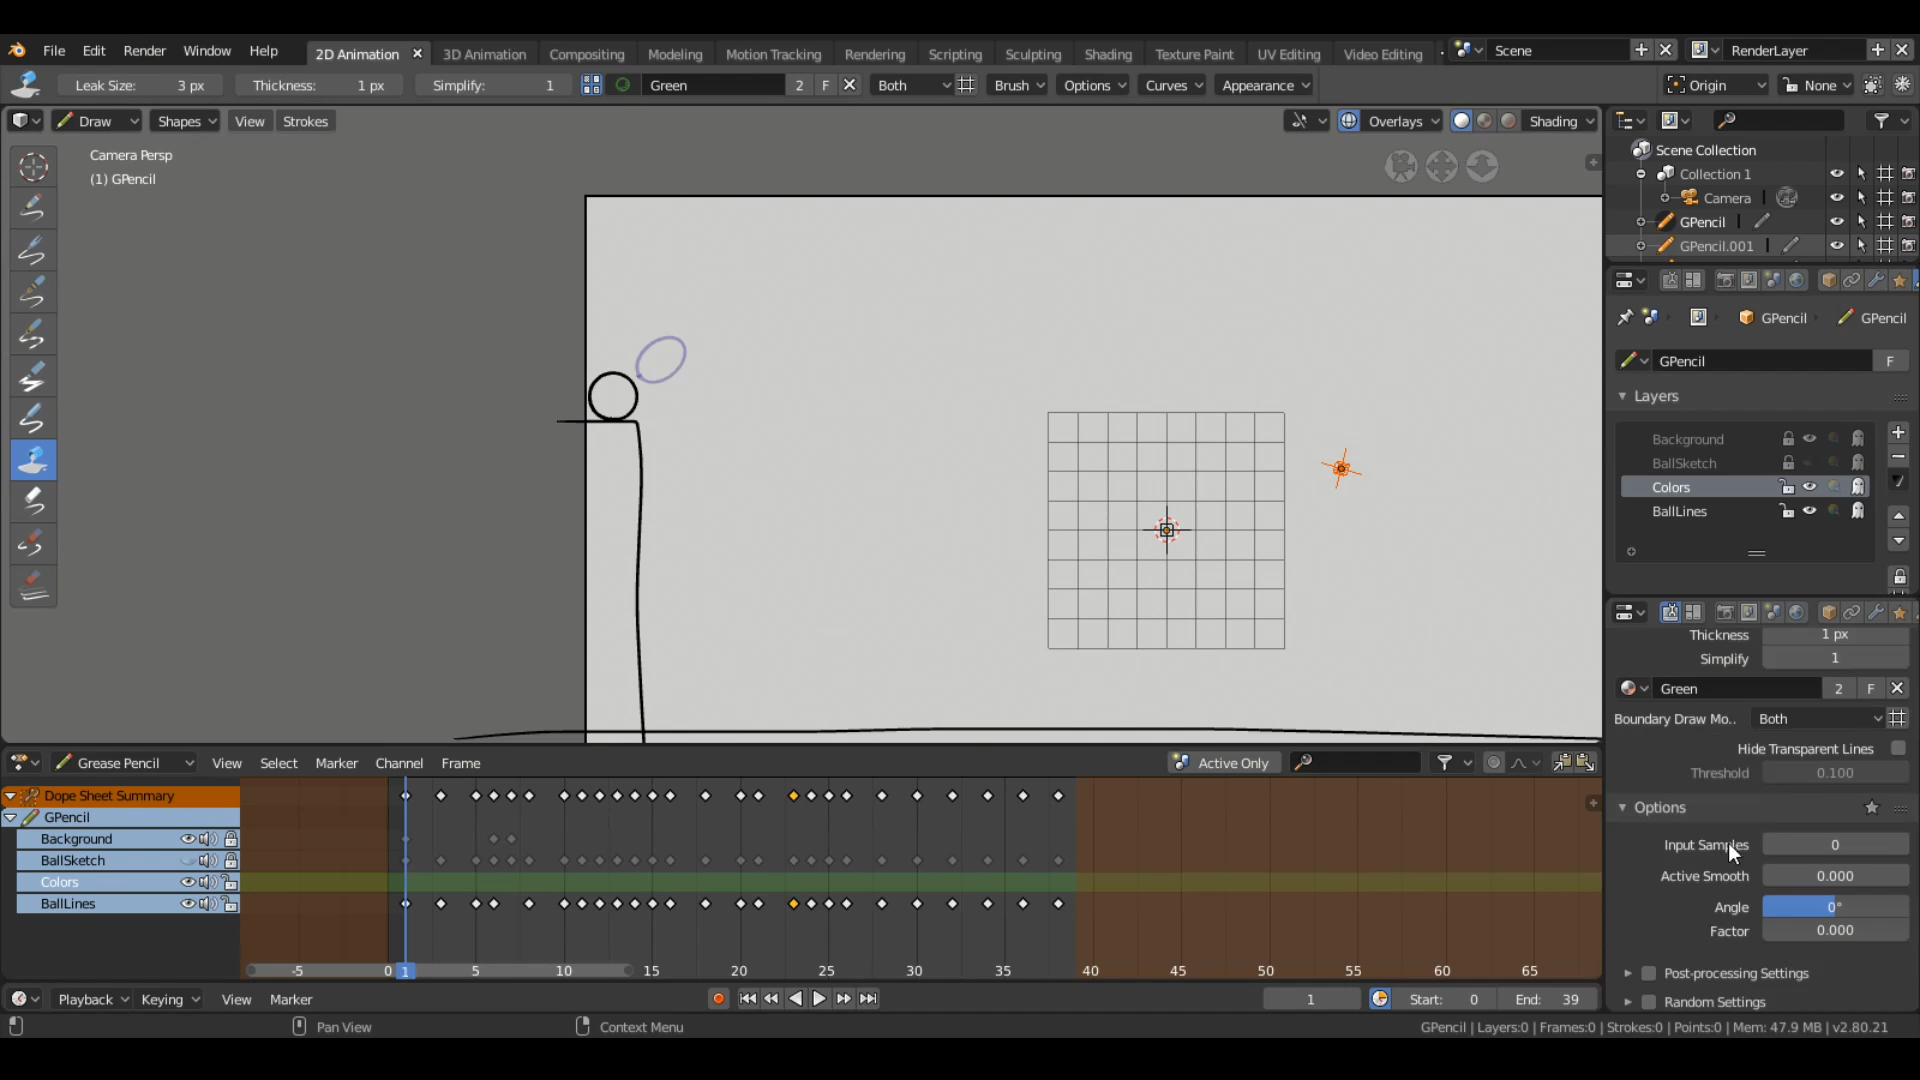 File Edit Render Window Help 2D Animation 3D Animation Compositing Modeling Motion Tracking Rendering Scripting Sculpting Shading Texture Paint UV Editing Video Editing Scene RenderLayer
Leak Size: 3 px Thickness: 1 px Simplify: 1 Green 2 F Both Brush Options Curves Appearance Origin None
Draw Shapes View Strokes Overlays Shading
Camera Persp
(1) GPencil
Scene Collection
Collection 1
Camera
GPencil
GPencil.001
GPencil GPencil
GPencil F
Layers
Background
BallSketch
Colors
BallLines
Thickness 1 px
Simplify 1
Green 2 F
Boundary Draw Mo.. Both
Hide Transparent Lines
Threshold 0.100
Options
Input Samples 0
Active Smooth 0.000
Angle 0°
Factor 0.000
Post-processing Settings
Random Settings
Grease Pencil View Select Marker Channel Frame Active Only
Dope Sheet Summary
GPencil
Background
BallSketch
Colors
BallLines
-5 0 1 5 10 15 20 25 30 35 40 45 50 55 60 65
Playback Keying View Marker 1 Start: 0 End: 39
Pan View Context Menu GPencil | Layers:0 | Frames:0 | Strokes:0 | Points:0 | Mem: 47.9 MB | v2.80.21